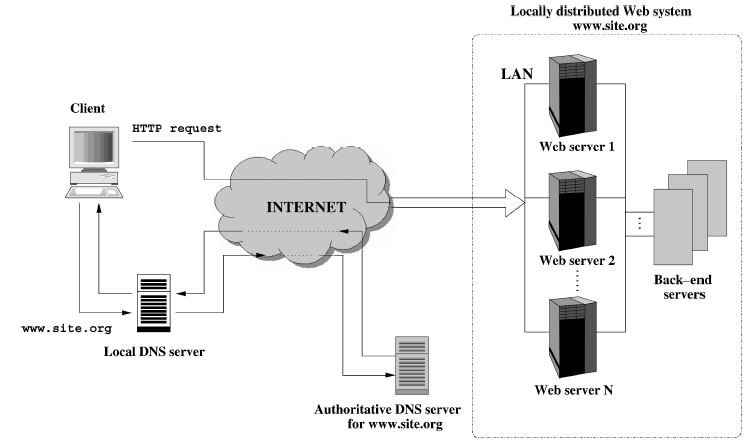 Locally distributed Web system
www.site.org
LAN
Client
HTTP request
Web server 1
INTERNET
Web server 2
Back–end
servers
www.site.org
Local DNS server
Web server N
Authoritative DNS server
for www.site.org